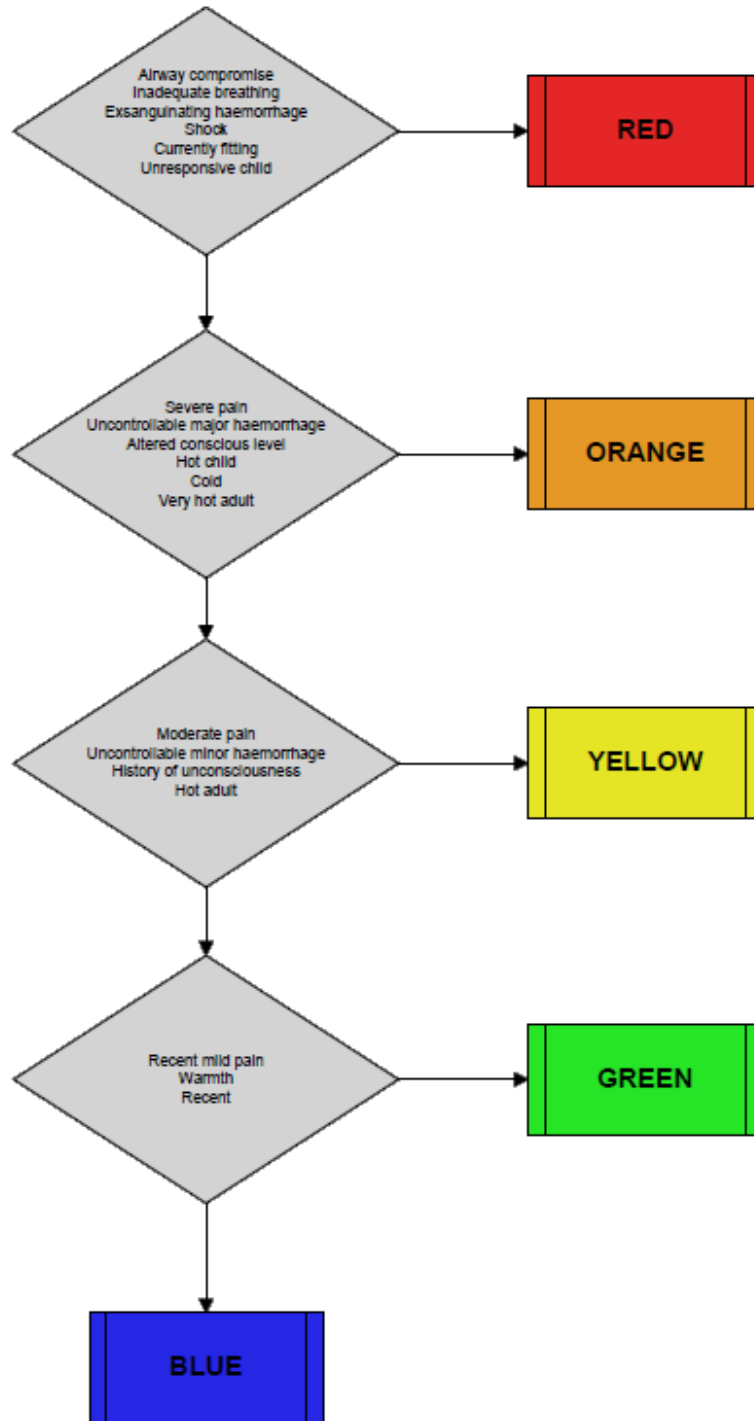 Airway compromise
Inadequate breathing
Exsanguinating haemorrhage
Shock
Currently fitting
Unresponsive child
RED
Severe pain
Uncontrollable major haemorrhage
Altered conscious level
Hot child
Cold
Very hot adult
ORANGE
Moderate pain
Uncontrollable minor haemorrhage
History of unconsciousness
Hot adult
YELLOW
Recent mild pain
Warmth
Recent
GREEN
BLUE